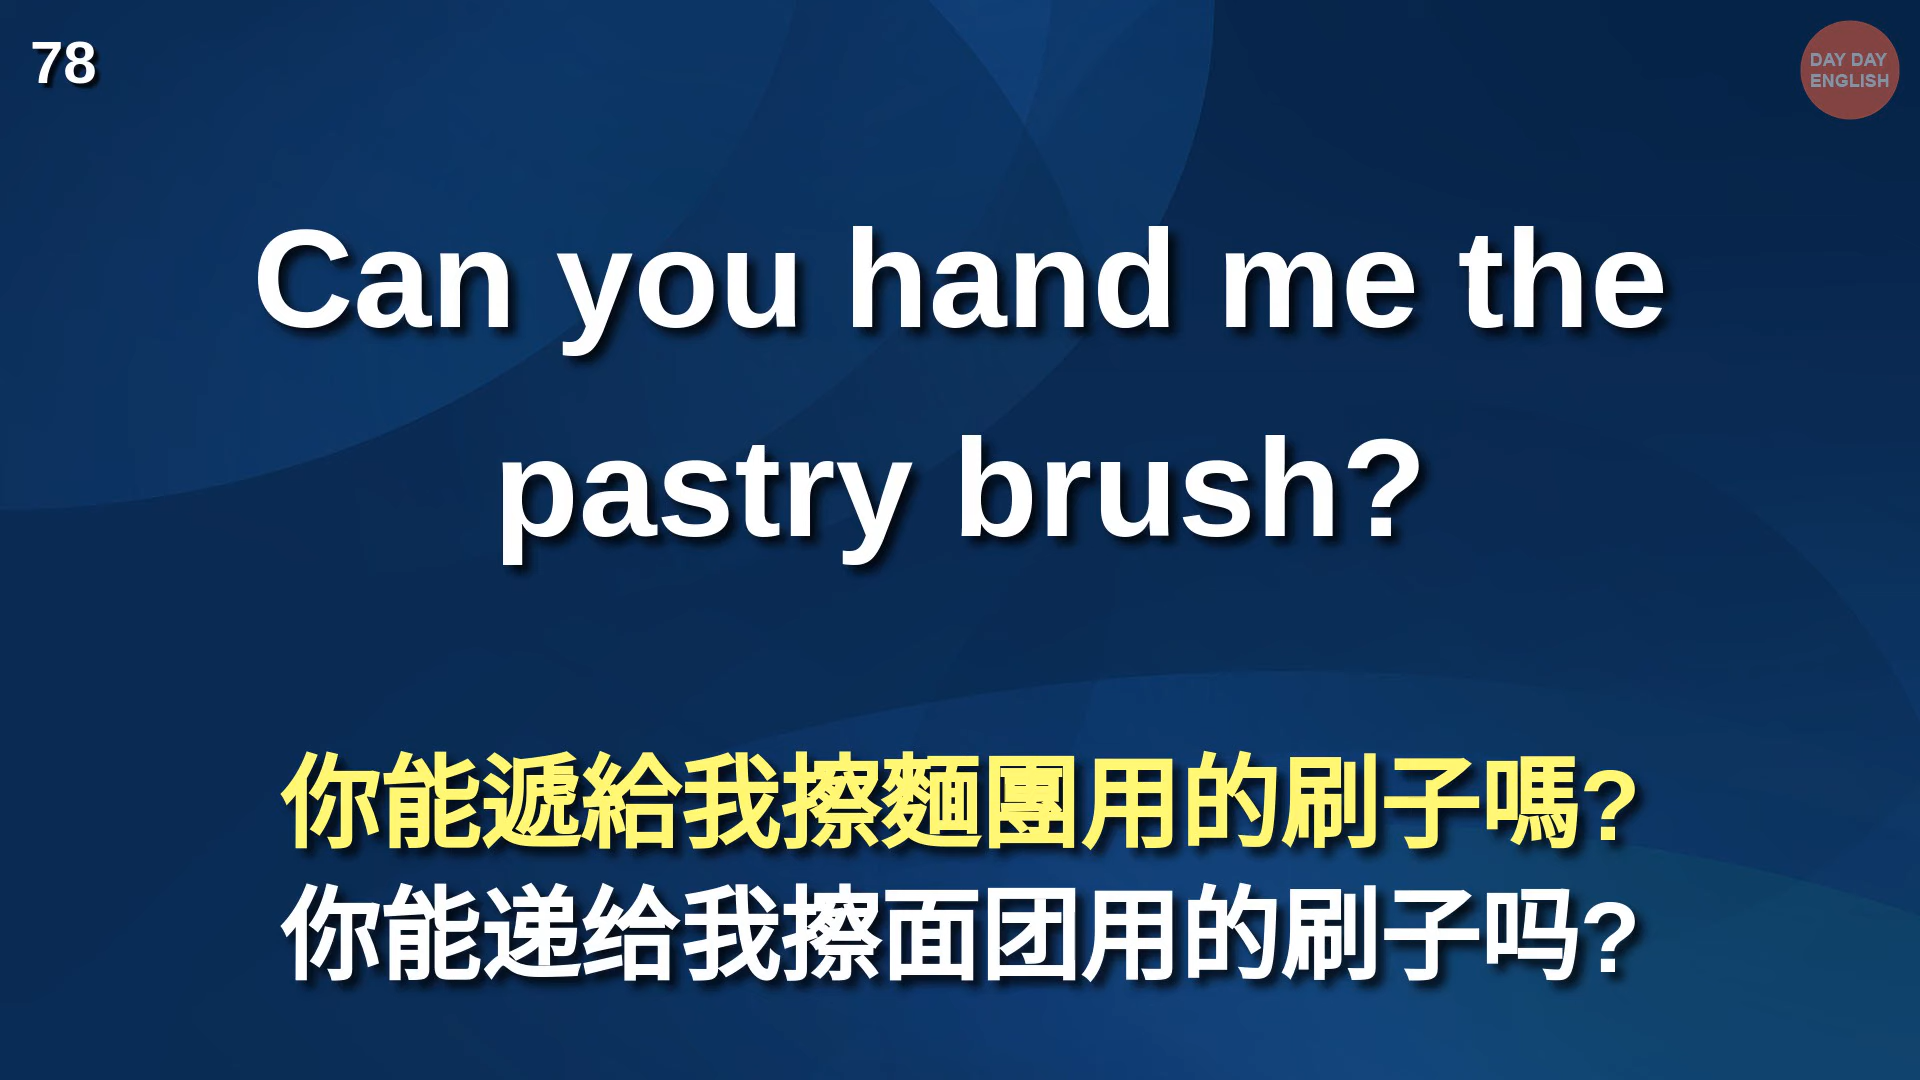 78
DAY DAY
ENGLISH
Can you hand me the
pastry brush?
你能遞給我擦麵團用的刷子嗎?
你能递给我擦面团用的刷子吗?